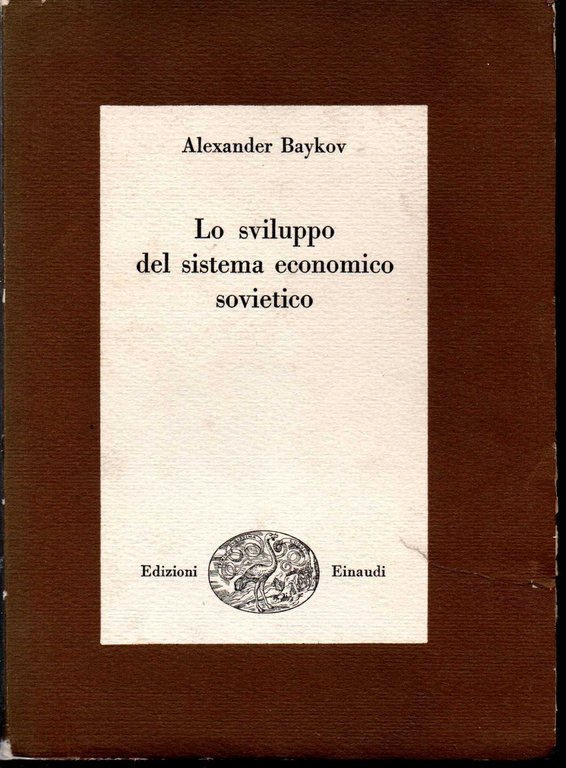 Alexander Baykov
Lo sviluppo
del sistema economico
sovietico
Edizioni Einaudi